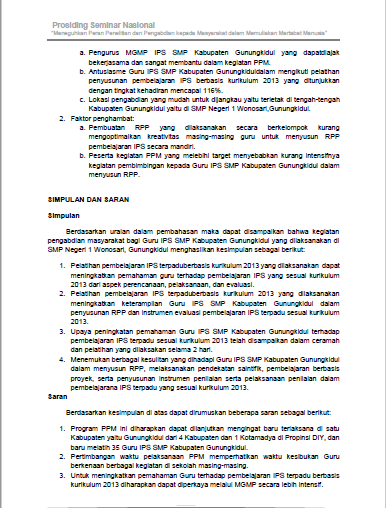 Prosiding Seminar Nasional
"Meneguhkan Peran Penelitian dan Pengabdian kepada Masyarakat dalam Memuliakan Martabat Manusia"
a. Pengurus MGMP IPS SMP Kabupaten Gunungkidul yang dapatdiajak
bekerjasama dan sangat membantu dalam kegiatan PPM.
b. Antusiasme Guru IPS SMP Kabupaten Gunungkiduldalam mengikuti pelatihan
penyusunan pembelajaran IPS berbasis kurikulum 2013 yang ditunjukkan
dengan tingkat kehadiran mencapai 116%.
c. Lokasi pengabdian yang mudah untuk dijangkau yaitu terletak di tengah-tengah
Kabupaten Gunungkidul yaitu di SMP Negeri 1 Wonosari,Gunungkidul.
2. Faktor penghambat:
a. Pembuatan RPP yang dilaksanakan secara berkelompok kurang
mengoptimalkan kreativitas masing-masing guru untuk menyusun RPP
pembelajaran IPS secara mandiri.
b. Peserta kegiatan PPM yang melebihi target menyebabkan kurang intensifnya
kegiatan pembimbingan kepada Guru IPS SMP Kabupaten Gunungkidul dalam
menyusun RPP.
SIMPULAN DAN SARAN
Simpulan
Berdasarkan uraian dalam pembahasan maka dapat disampaikan bahwa kegiatan
pengabdian masyarakat bagi Guru IPS SMP Kabupaten Gunungkidul yang dilaksanakan di
SMP Negeri 1 Wonosari, Gunungkidul menghasilkan kesimpulan sebagai berikut:
1. Pelatihan pembelajaran IPS terpaduberbasis kurikulum 2013 yang dilaksanakan dapat
meningkatkan pemahaman guru terhadap pembelajaran IPS yang sesuai kurikulum
2013 dari aspek perencanaan, pelaksanaan, dan evaluasi.
2. Pelatihan pembelajaran IPS terpaduberbasis kurikulum 2013 yang dilaksanakan
meningkatkan keterampilan Guru IPS SMP Kabupaten Gunungkidul dalam
penyusunan RPP dan instrumen evaluasi pembelajaran IPS terpadu sesuai kurikulum
2013.
3. Upaya peningkatan pemahaman Guru IPS SMP Kabupaten Gunungkidul terhadap
pembelajaran IPS terpadu sesuai kurikulum 2013 telah disampaikan dalam ceramah
dan pelatihan yang dilaksakan selama 2 hari.
4. Menemukan berbagai kesulitan yang dihadapi Guru IPS SMP Kabupaten Gunungkidul
dalam menyusun RPP, melaksanakan pendekatan saintifik, pembelajaran berbasis
proyek, serta penyusunan instrumen penilaian serta pelaksanaan penilaian dalam
pembelajarana IPS terpadu yang sesuai kurikulum 2013.
Saran
Berdasarkan kesimpulan di atas dapat dirumuskan beberapa saran sebagai berikut:
1. Program PPM ini diharapkan dapat dilanjutkan mengingat baru terlaksana di satu
Kabupaten yaitu Gunungkidul dari 4 Kabupaten dan 1 Kotamadya di Propinsi DIY, dan
baru melatih 35 Guru IPS SMP Kabupaten Gunungkidul.
2. Pertimbangan waktu pelaksanaan PPM memperhatikan waktu kesibukan Guru
berkenaan berbagai kegiatan di sekolah masing-masing.
3. Untuk meningkatkan pemahaman Guru terhadap pembelajaran IPS terpadu berbasis
kurikulum 2013 diharapkan dapat diperkaya melalui MGMP secara lebih intensif.